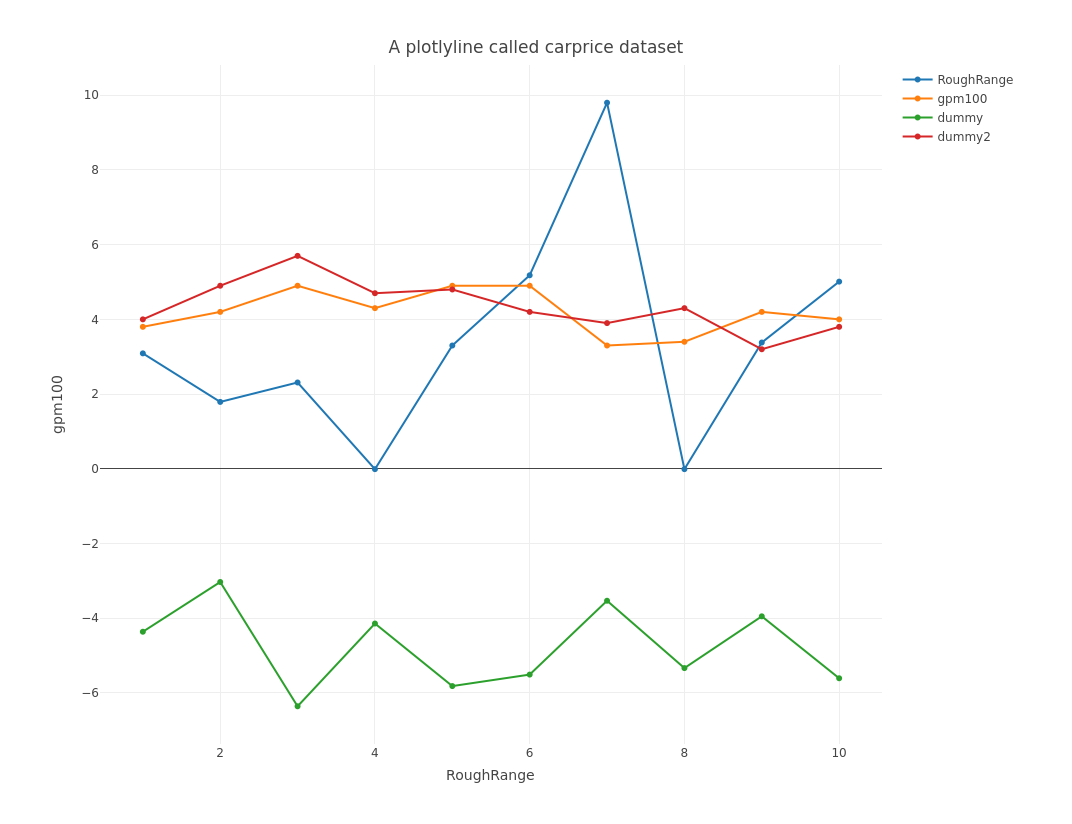 A plotlyline called carprice dataset
RoughRange
gpm100
dummy
dummy2
gpm100
10
8
6
4
2
0
−2
−4
−6
2 4 6 8 10
RoughRange